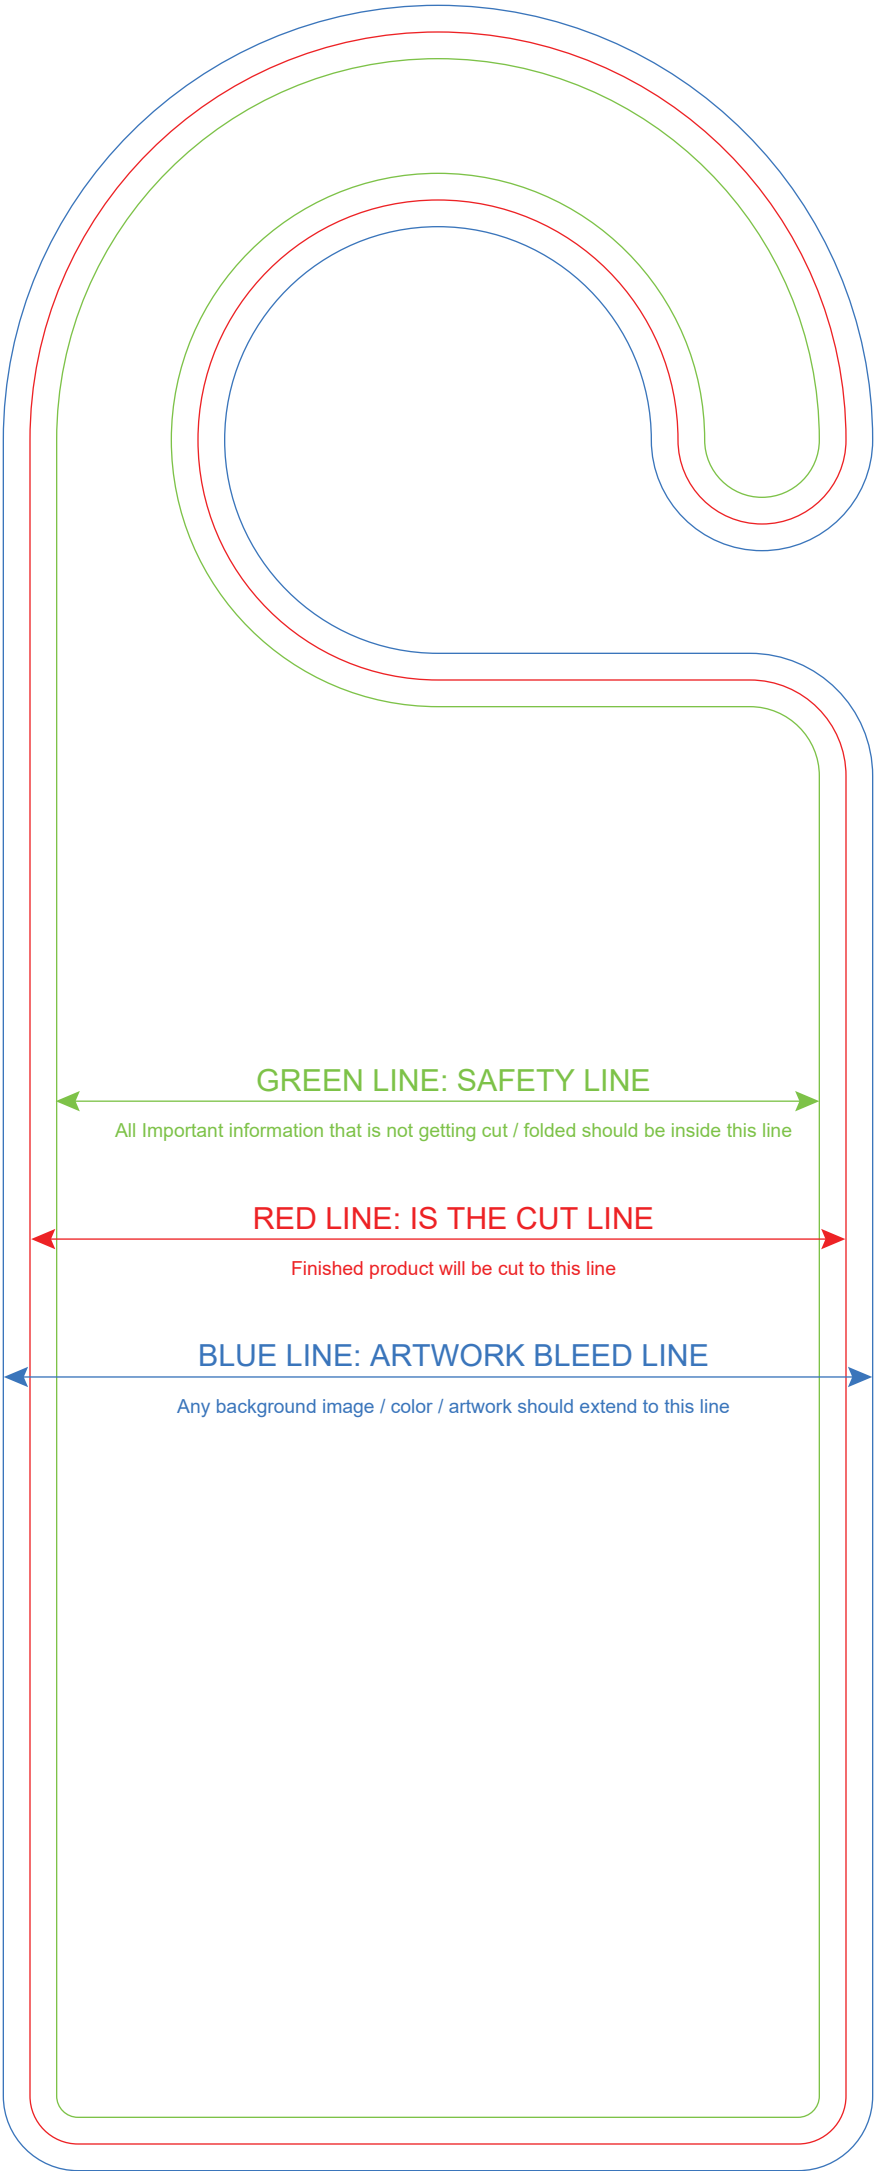 GREEN LINE: SAFETY LINE
All Important information that is not getting cut / folded should be inside this line
RED LINE: IS THE CUT LINE
Finished product will be cut to this line
BLUE LINE: ARTWORK BLEED LINE
Any background image / color / artwork should extend to this line